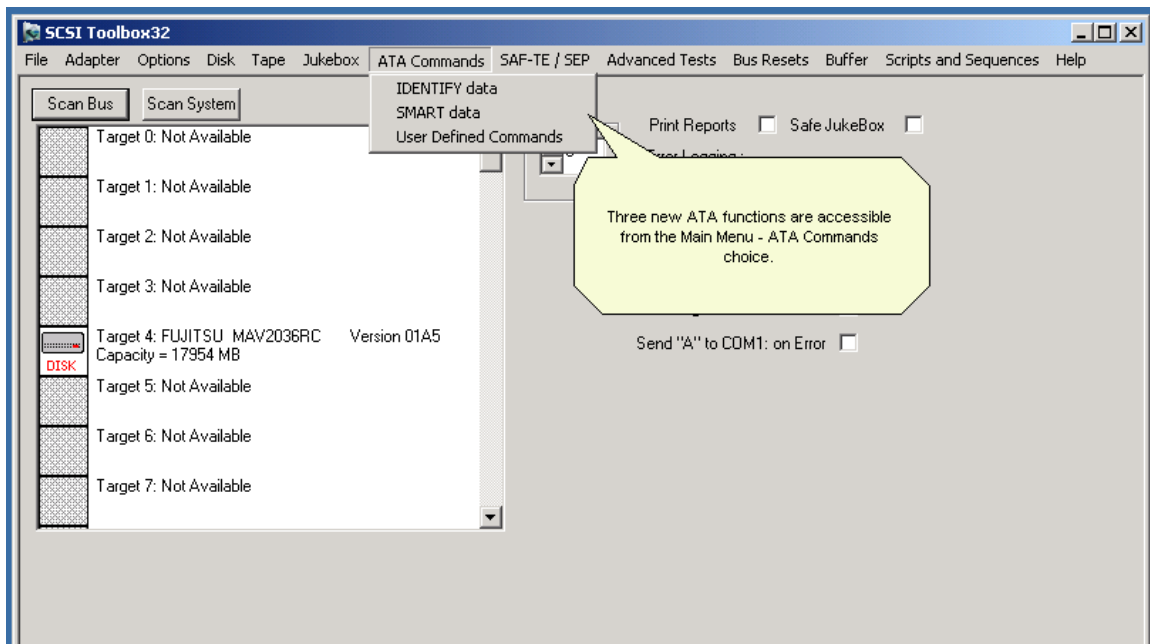 SCSI Toolbox32
File Adapter Options Disk Tape Jukebox ATA Commands SAF-TE / SEP Advanced Tests Bus Resets Buffer Scripts and Sequences Help
IDENTIFY data
SMART data
User Defined Commands
Scan Bus Scan System
Print Reports Safe JukeBox
Target 0: Not Available
Target 1: Not Available
Target 2: Not Available
Target 3: Not Available
Target 4: FUJITSU MAV2036RC Version 01A5
Capacity = 17954 MB
DISK
Target 5: Not Available
Target 6: Not Available
Target 7: Not Available
Error Logging :
Three new ATA functions are accessible
from the Main Menu - ATA Commands
choice.
Send "A" to COM1: on Error